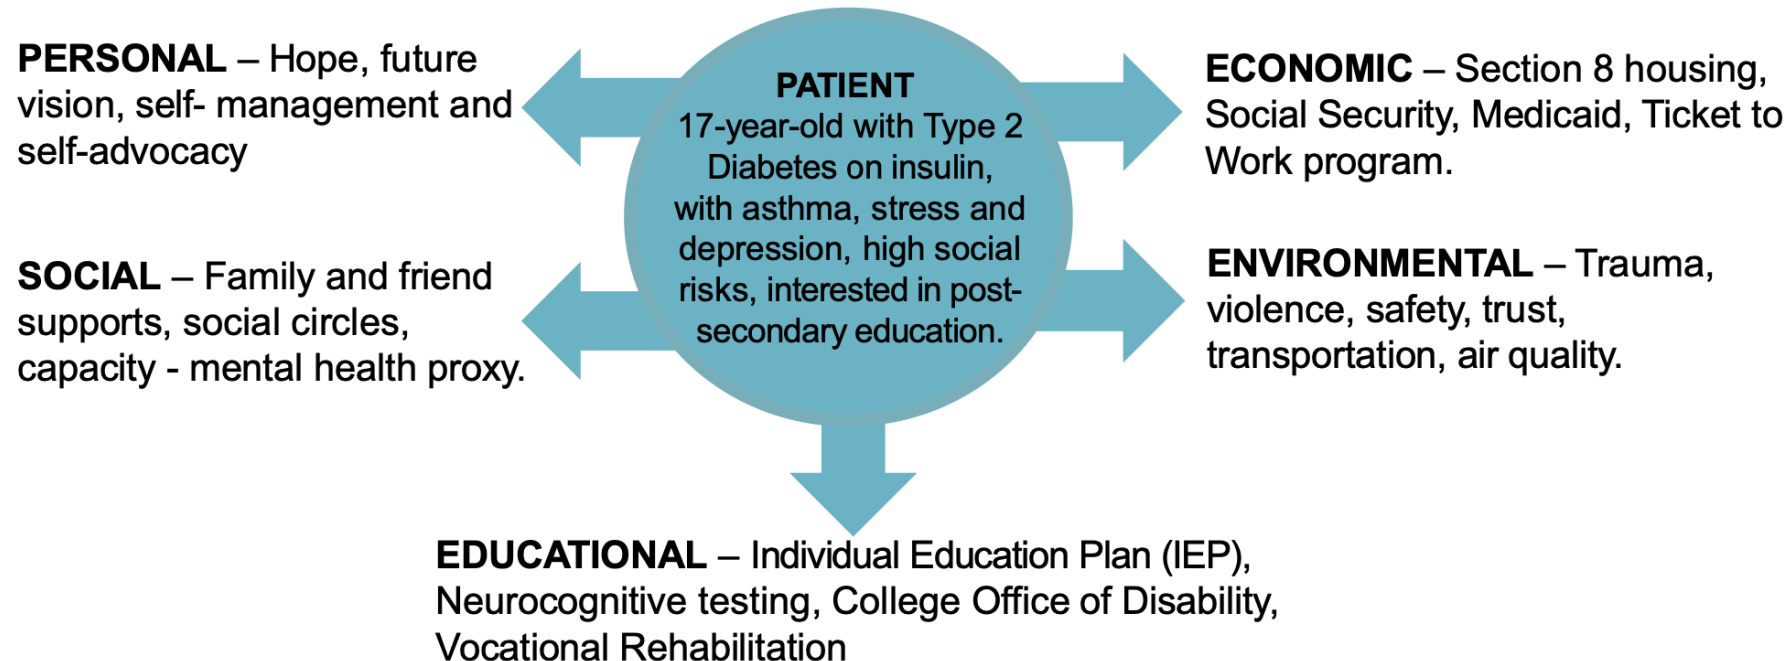 PERSONAL – Hope, future
vision, self- management and
self-advocacy
SOCIAL – Family and friend
supports, social circles,
capacity - mental health proxy.
PATIENT
17-year-old with Type 2
Diabetes on insulin,
with asthma, stress and
depression, high social
risks, interested in post-
secondary education.
ECONOMIC – Section 8 housing,
Social Security, Medicaid, Ticket to
Work program.
ENVIRONMENTAL – Trauma,
violence, safety, trust,
transportation, air quality.
EDUCATIONAL – Individual Education Plan (IEP),
Neurocognitive testing, College Office of Disability,
Vocational Rehabilitation